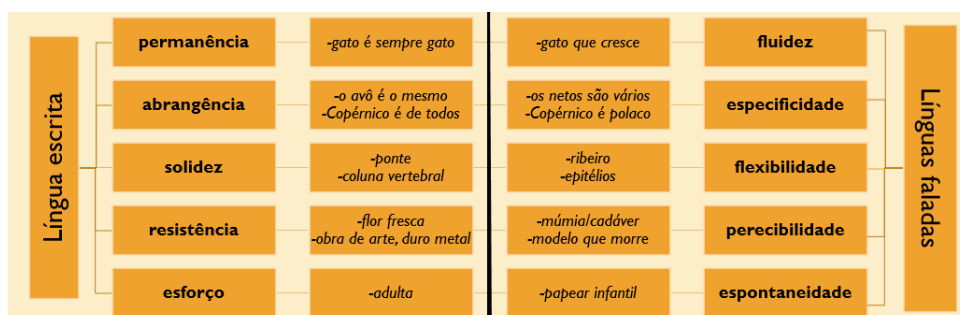 Língua escrita
permanência
-gato é sempre gato
-gato que cresce
fluidez
abrangência
-o avô é o mesmo
-Copérnico é de todos
-os netos são vários
-Copérnico é polaco
especificidade
solidez
-ponte
-coluna vertebral
-ribeiro
-epitélios
flexibilidade
resistência
-flor fresca
-obra de arte, duro metal
-múmia/cadáver
-modelo que morre
perecibilidade
esforço
-adulta
-papear infantil
espontaneidade
Línguas faladas